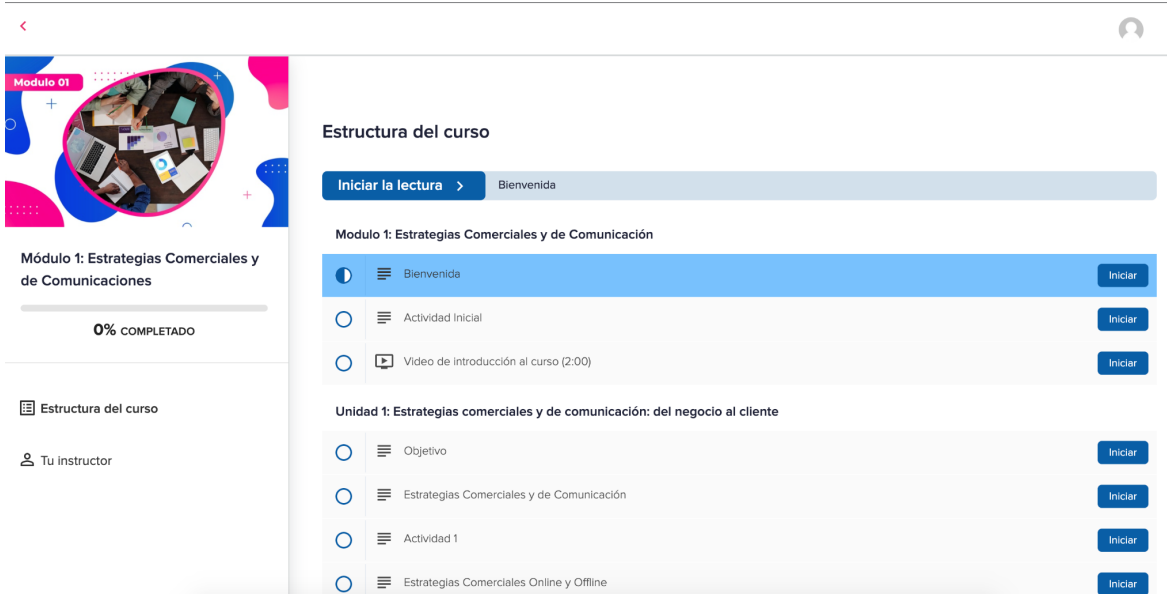 Modulo 01
Módulo 1: Estrategias Comerciales y
de Comunicaciones
0% COMPLETADO
Estructura del curso
Tu instructor
Estructura del curso
Iniciar la lectura
Bienvenida
Modulo 1: Estrategias Comerciales y de Comunicación
Bienvenida Iniciar
Actividad Inicial Iniciar
Video de introducción al curso (2:00) Iniciar
Unidad 1: Estrategias comerciales y de comunicación: del negocio al cliente
Objetivo Iniciar
Estrategias Comerciales y de Comunicación Iniciar
Actividad 1 Iniciar
Estrategias Comerciales Online y Offline Iniciar